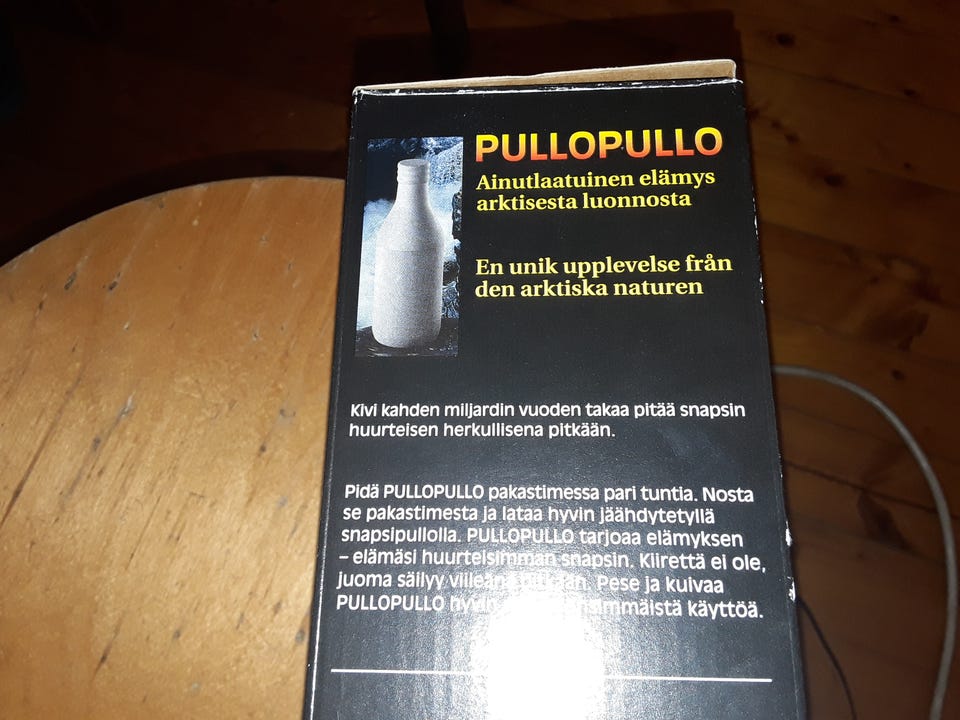 PULLOPULLO
Ainutlaatuinen elämys
arktisesta luonnosta
En unik upplevelse från
den arktiska naturen
Kivi kahden miljardin vuoden takaa pitää snapsin
huurteisen herkullisena pitkään.
Pidä PULLOPULLO pakastimessa pari tuntia. Nosta
se pakastimesta ja lataa hyvin jäähdytetyllä
snapsipullolla. PULLOPULLO tarjoaa elämyksen
– elämäsi huurteisimman snapsin. Kiirettä ei ole,
juoma säilyy viileänä pitkään. Pese ja kuivaa
PULLOPULLO hyvin käyttöä.